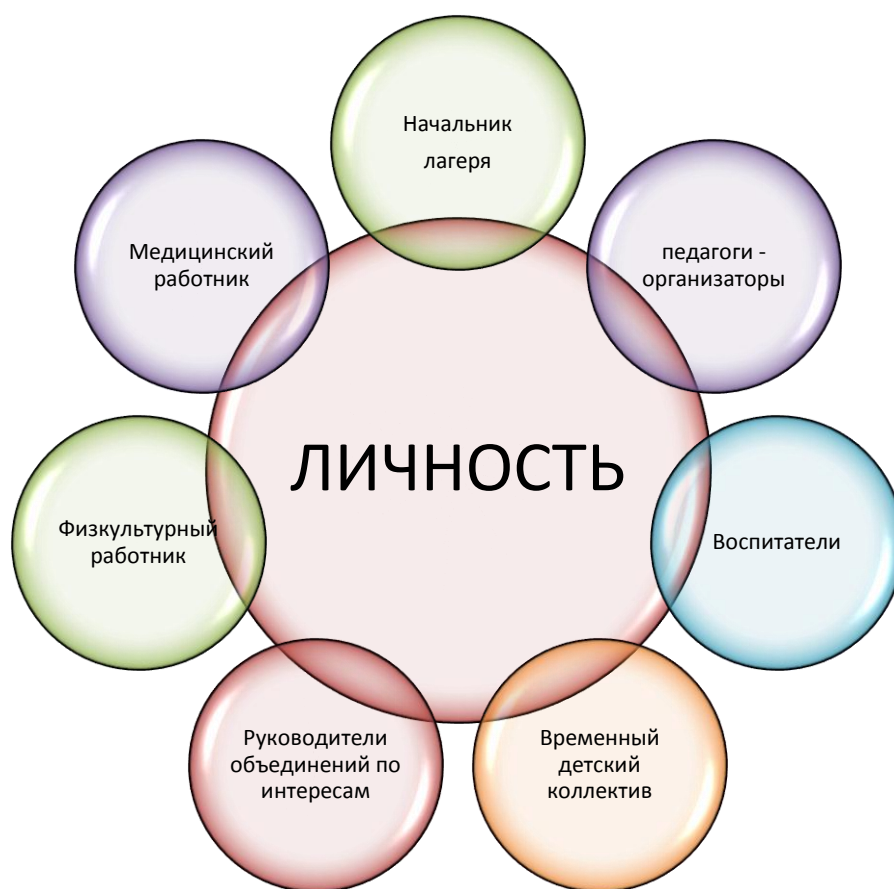 Начальник
лагеря
Медицинский
работник
педагоги -
организаторы
ЛИЧНОСТЬ
Физкультурный
работник
Воспитатели
Руководители
объединений по
интересам
Временный
детский
коллектив